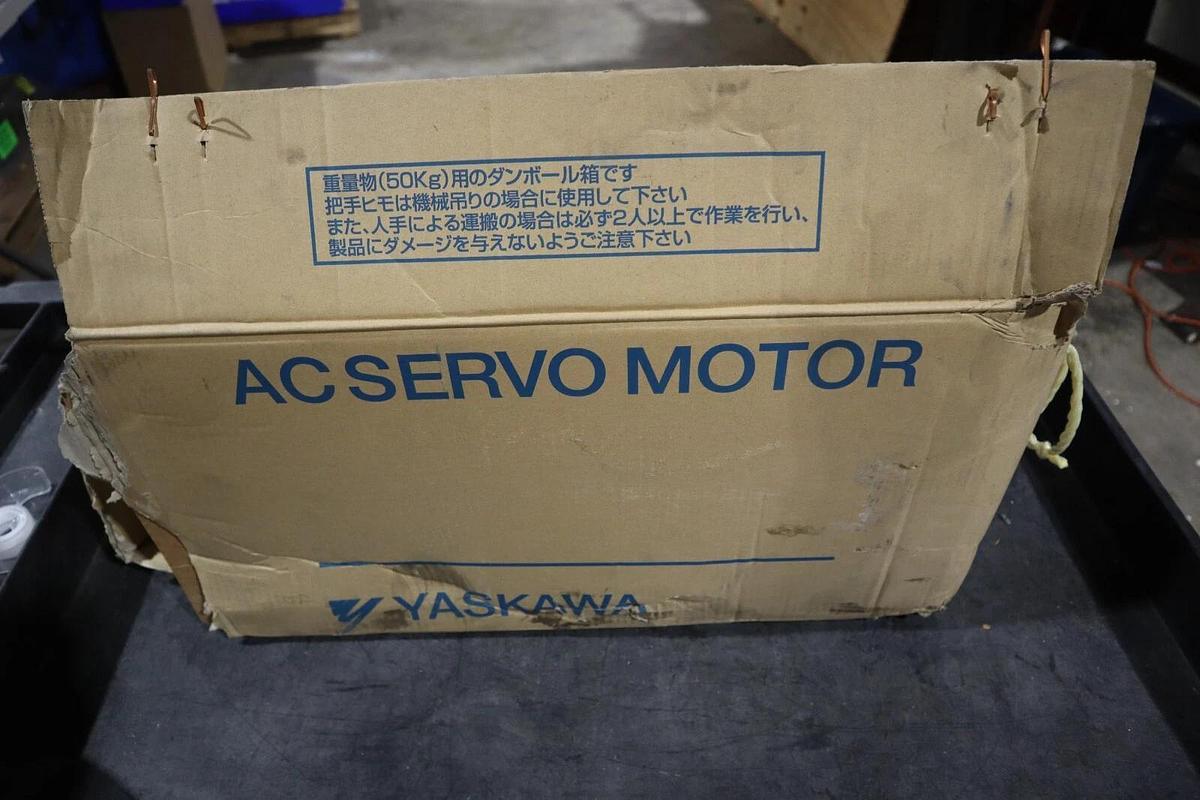 重量物(50Kg)用のダンボール箱です
把手ヒモは機械吊りの場合に使用して下さい
また、人手による運搬の場合は必ず2人以上で作業を行い、
製品にダメージを与えないようご注意下さい
AC SERVO MOTOR
YASKAWA